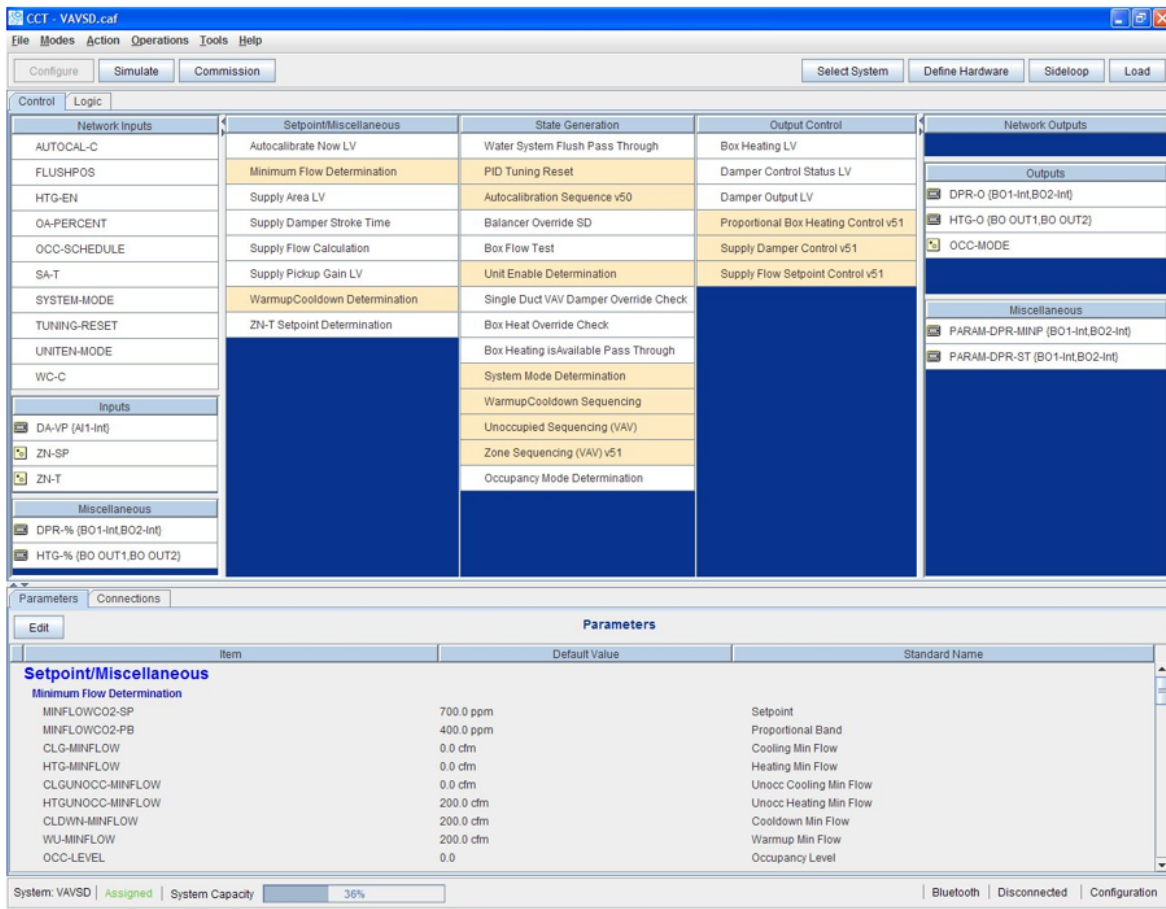 CCT - VAVSD.caf
File Modes Action Operations Tools Help
Configure Simulate Commission Select System Define Hardware Sideloop Load
Control Logic
Network Inputs
AUTOCAL-C
FLUSHPOS
HTG-EN
OA-PERCENT
OCC-SCHEDULE
SA-T
SYSTEM-MODE
TUNING-RESET
UNITEN-MODE
WC-C
Inputs
DA-VP {AI1-Int}
ZN-SP
ZN-T
Miscellaneous
DPR-% {BO1-Int,BO2-Int}
HTG-% {BO OUT1,BO OUT2}
Setpoint/Miscellaneous
Autocalibrate Now LV
Minimum Flow Determination
Supply Area LV
Supply Damper Stroke Time
Supply Flow Calculation
Supply Pickup Gain LV
WarmupCooldown Determination
ZN-T Setpoint Determination
State Generation
Water System Flush Pass Through
PID Tuning Reset
Autocalibration Sequence v50
Balancer Override SD
Box Flow Test
Unit Enable Determination
Single Duct VAV Damper Override Check
Box Heat Override Check
Box Heating isAvailable Pass Through
System Mode Determination
WarmupCooldown Sequencing
Unoccupied Sequencing (VAV)
Zone Sequencing (VAV) v51
Occupancy Mode Determination
Output Control
Box Heating LV
Damper Control Status LV
Damper Output LV
Proportional Box Heating Control v51
Supply Damper Control v51
Supply Flow Setpoint Control v51
Network Outputs
Outputs
DPR-O {BO1-Int,BO2-Int}
HTG-O {BO OUT1,BO OUT2}
OCC-MODE
Miscellaneous
PARAM-DPR-MINP {BO1-Int,BO2-Int}
PARAM-DPR-ST {BO1-Int,BO2-Int}
Parameters Connections
Edit Parameters
Item Default Value Standard Name
Setpoint/Miscellaneous
Minimum Flow Determination
MINFLOWCO2-SP 700.0 ppm Setpoint
MINFLOWCO2-PB 400.0 ppm Proportional Band
CLG-MINFLOW 0.0 cfm Cooling Min Flow
HTG-MINFLOW 0.0 cfm Heating Min Flow
CLGUNOCC-MINFLOW 0.0 cfm Unocc Cooling Min Flow
HTGUNOCC-MINFLOW 200.0 cfm Unocc Heating Min Flow
CLDWN-MINFLOW 200.0 cfm Cooldown Min Flow
WU-MINFLOW 200.0 cfm Warmup Min Flow
OCC-LEVEL 0.0 Occupancy Level
System: VAVSD | Assigned | System Capacity 36% | Bluetooth | Disconnected | Configuration